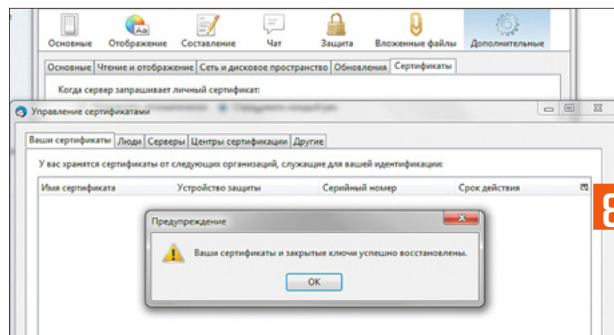 Основные Отображение Составление Чат Защита Вложенные файлы Дополнительные
Основные Чтение и отображение Сеть и дисковое пространство Обновления Сертификаты
Когда сервер запрашивает личный сертификат:
Управление сертификатами
Ваши сертификаты Люди Серверы Центры сертификации Другие
У вас хранятся сертификаты от следующих организаций, служащие для вашей идентификации:
Имя сертификата Устройство защиты Серийный номер Срок действия
8
Предупреждение
Ваши сертификаты и закрытые ключи успешно восстановлены.
OK